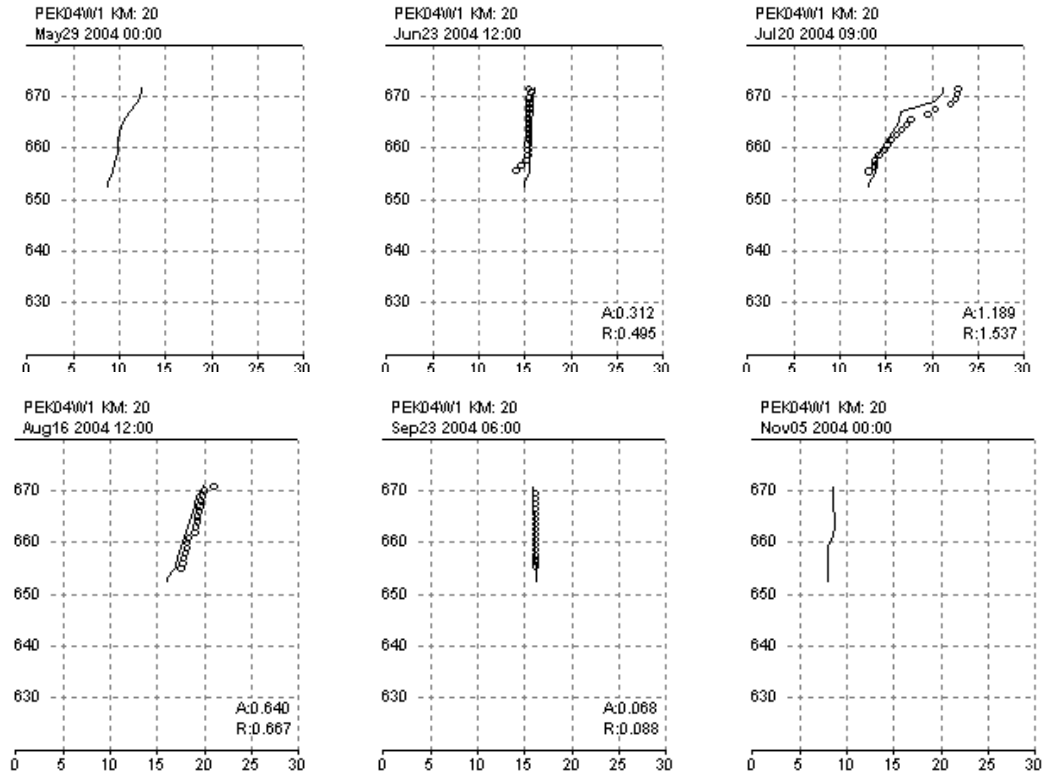 PEK04W1 KM: 20
May29 2004 00:00
670
660
650
640
630
0 5 10 15 20 25 30
PEK04W1 KM: 20
Jun23 2004 12:00
670
660
650
640
630
A:0.312
R:0.495
0 5 10 15 20 25 30
PEK04W1 KM: 20
Jul20 2004 09:00
670
660
650
640
630
A:1.189
R:1.537
0 5 10 15 20 25 30
PEK04W1 KM: 20
Aug16 2004 12:00
670
660
650
640
630
A:0.640
R:0.667
0 5 10 15 20 25 30
PEK04W1 KM: 20
Sep23 2004 06:00
670
660
650
640
630
A:0.068
R:0.088
0 5 10 15 20 25 30
PEK04W1 KM: 20
Nov05 2004 00:00
670
660
650
640
630
0 5 10 15 20 25 30